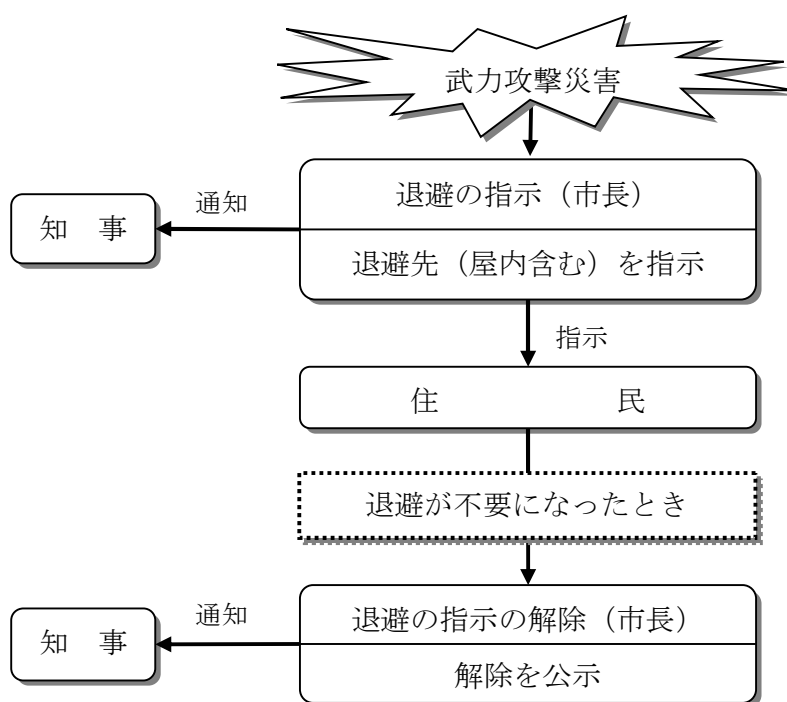 武力攻撃災害
退避の指示（市長）
通知
知　事
退避先（屋内含む）を指示
指示
住　　　　　民
退避が不要になったとき
退避の指示の解除（市長）
通知
知　事
解除を公示